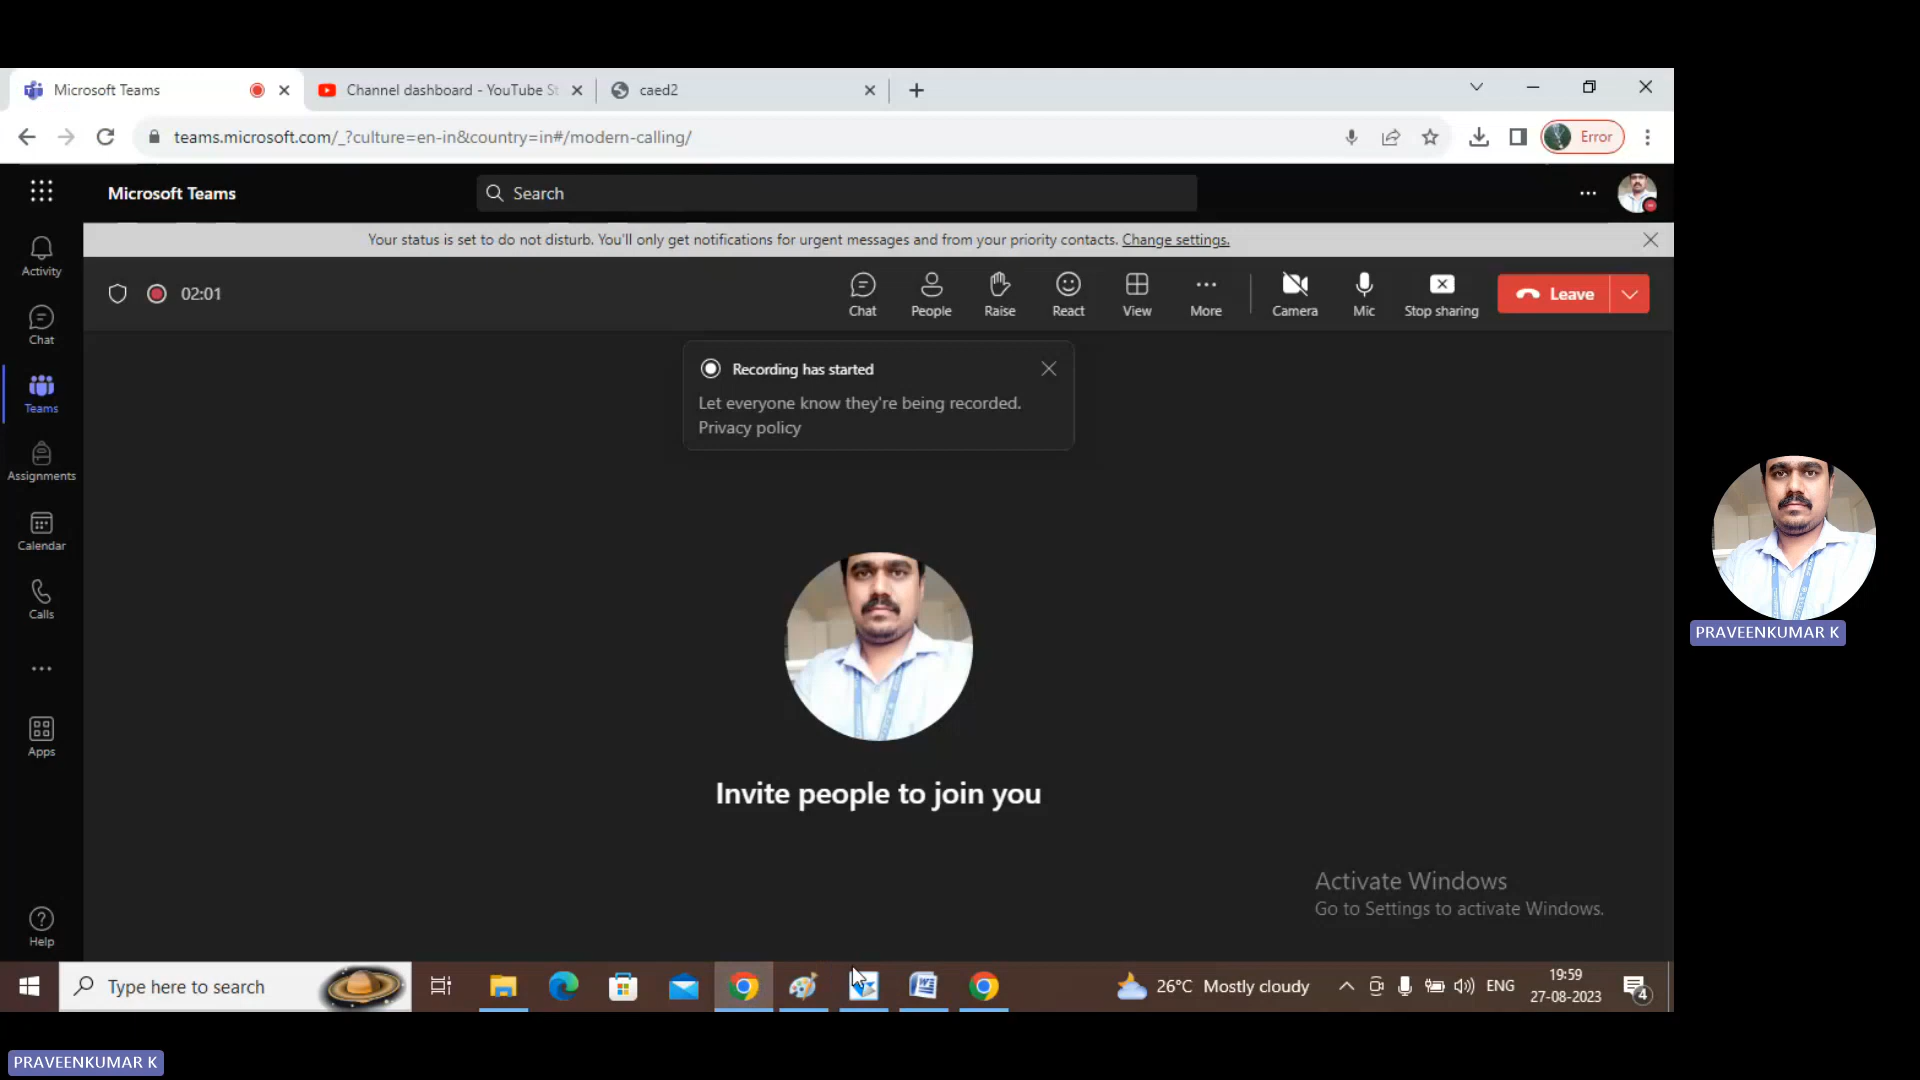 Microsoft Teams
Channel dashboard - YouTube St
caed2
teams.microsoft.com/_?culture=en-in&country=in#/modern-calling/
Error
Microsoft Teams
Search
Your status is set to do not disturb. You'll only get notifications for urgent messages and from your priority contacts. Change settings.
Activity
Chat
Teams
Assignments
Calendar
Calls
Apps
Help
02:01
Chat
People
Raise
React
View
More
Camera
Mic
Stop sharing
Leave
Recording has started
Let everyone know they're being recorded.
Privacy policy
Invite people to join you
Activate Windows
Go to Settings to activate Windows.
PRAVEENKUMAR K
Type here to search
26°C Mostly cloudy
ENG
19:59
27-08-2023
4
PRAVEENKUMAR K